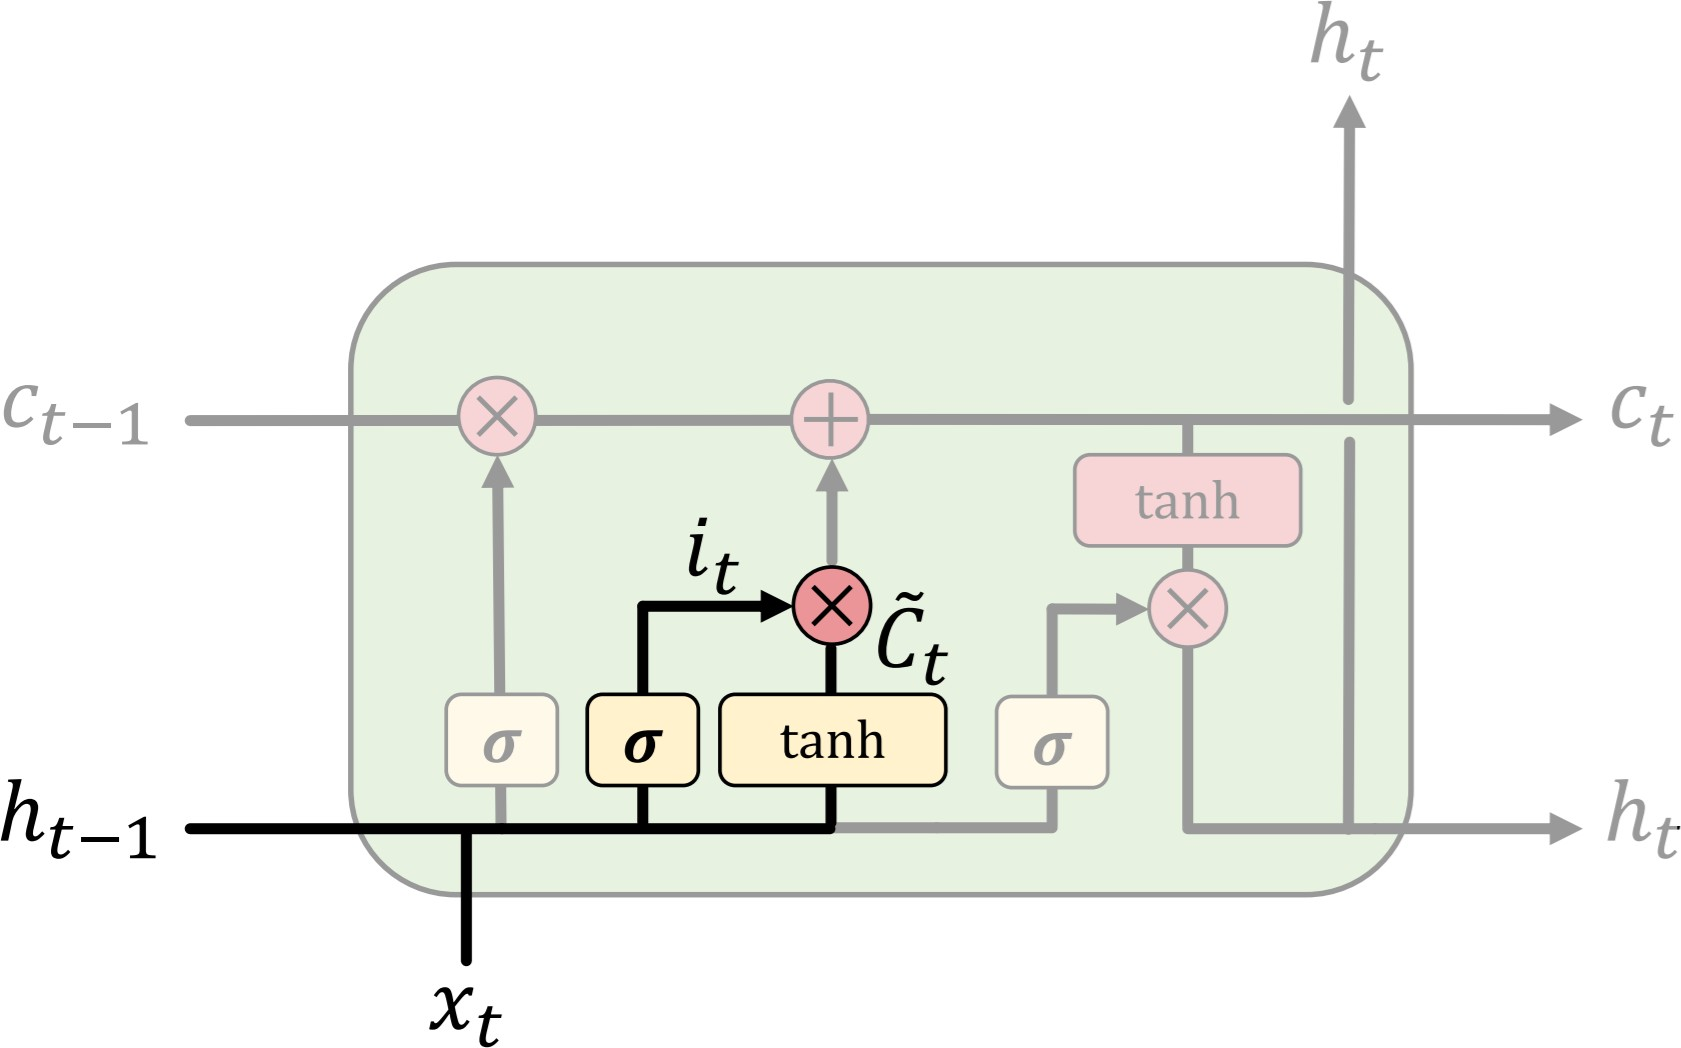 h_t
c_{t-1}
c_t
tanh
i_t
C̃_t
σ
σ
tanh
σ
h_{t-1}
h_t
x_t